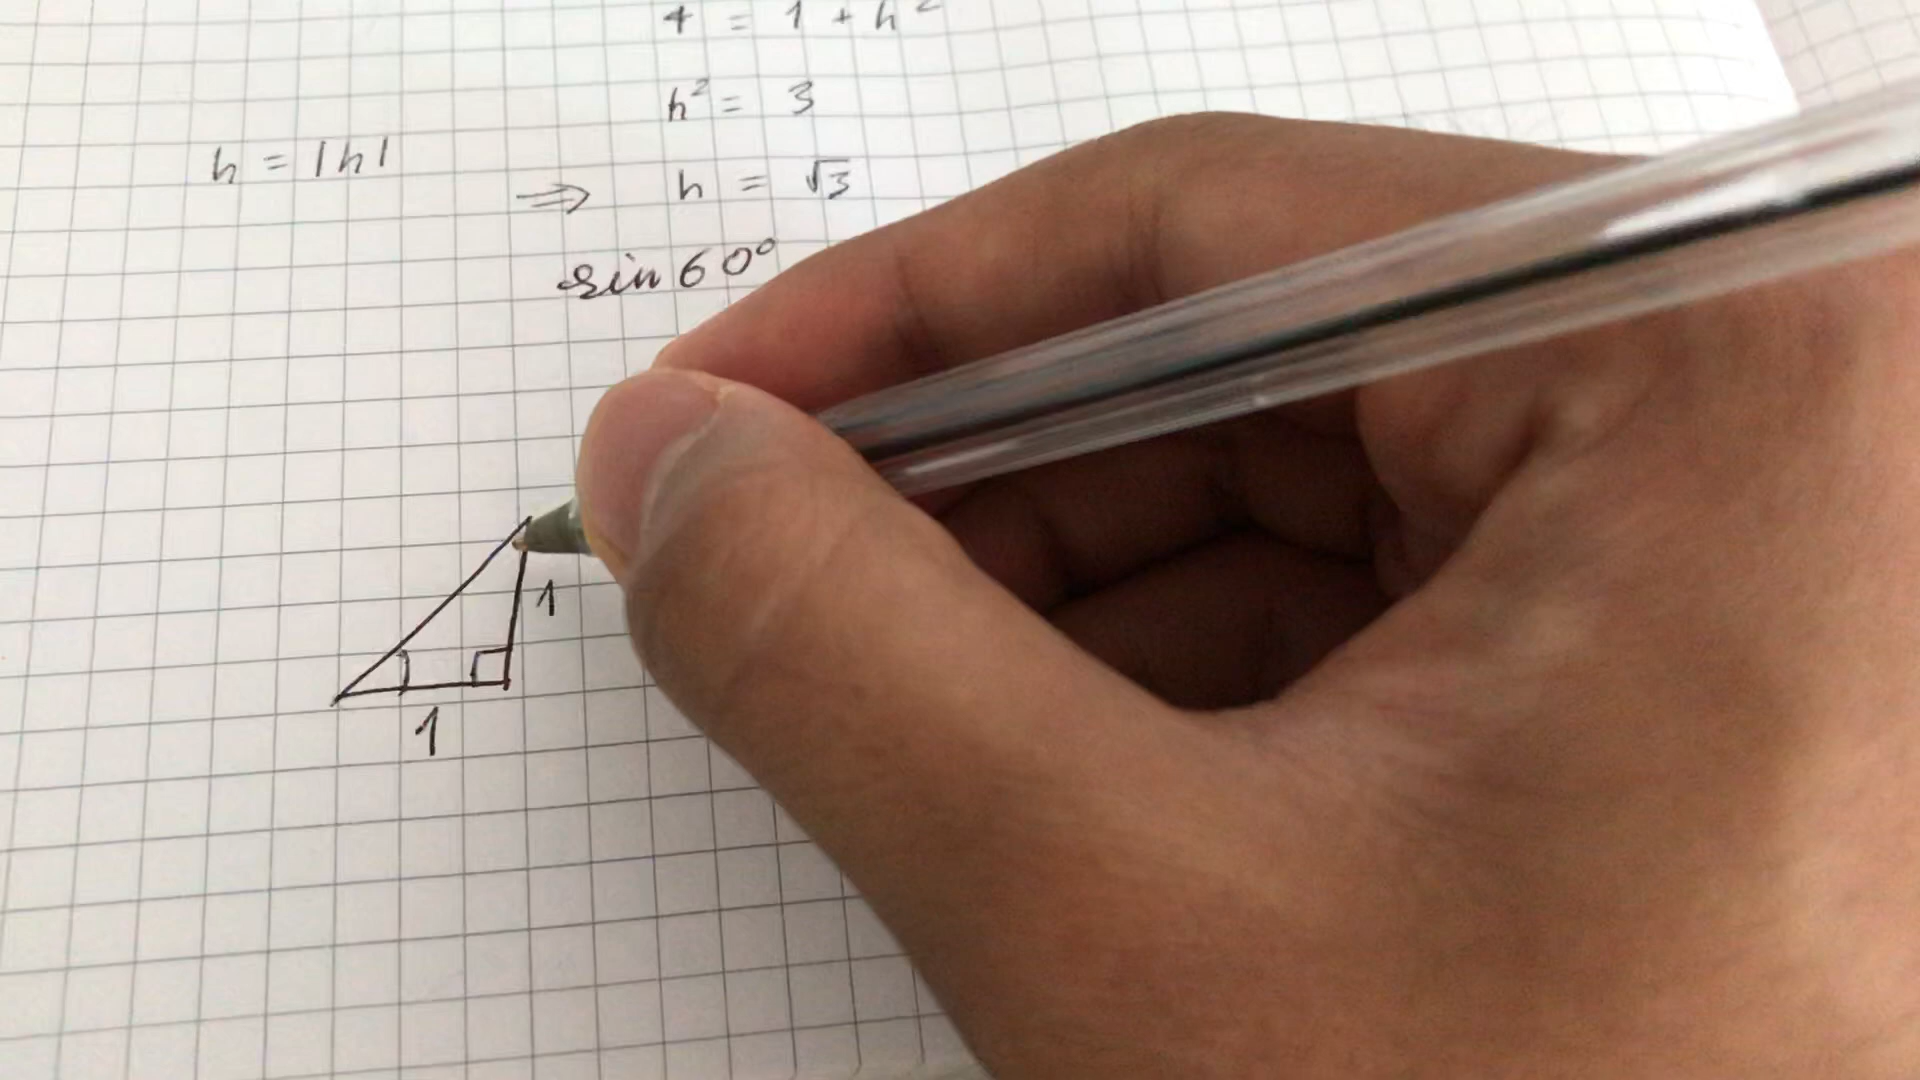 4 = 1 + h²
h² = 3
h = |h|
⇒ h = √3
sin 60°
1
1